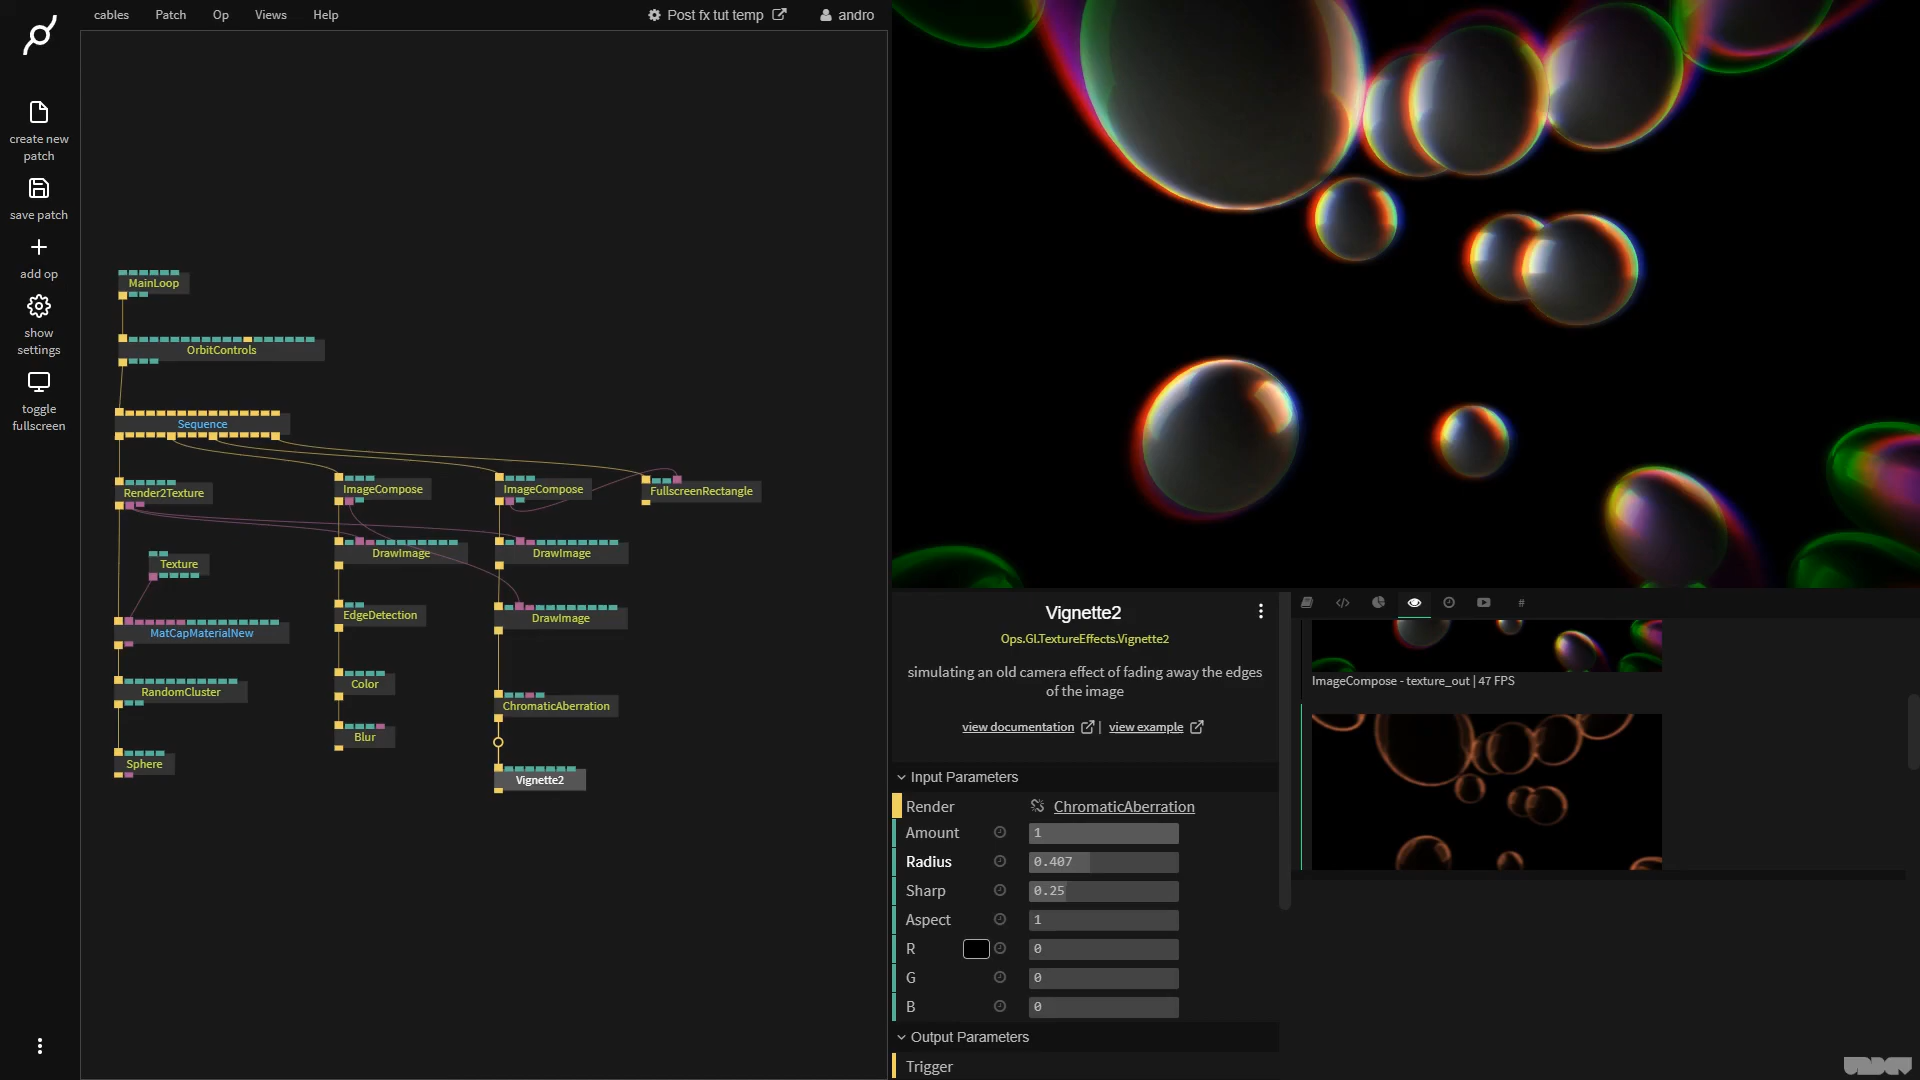 cables
Patch
Op
Views
Help
Post fx tut temp
andro
create new
patch
save patch
add op
show
settings
toggle
fullscreen
MainLoop
OrbitControls
Sequence
Render2Texture
ImageCompose
ImageCompose
FullscreenRectangle
Texture
DrawImage
DrawImage
MatCapMaterialNew
EdgeDetection
DrawImage
RandomCluster
Color
ChromaticAberration
Sphere
Blur
Vignette2
Vignette2
Ops.Gl.TextureEffects.Vignette2
simulating an old camera effect of fading away the edges
of the image
view documentation | view example
Input Parameters
Render ChromaticAberration
Amount 1
Radius 0.407
Sharp 0.25
Aspect 1
R 0
G 0
B 0
Output Parameters
Trigger
#
ImageCompose - texture_out | 47 FPS